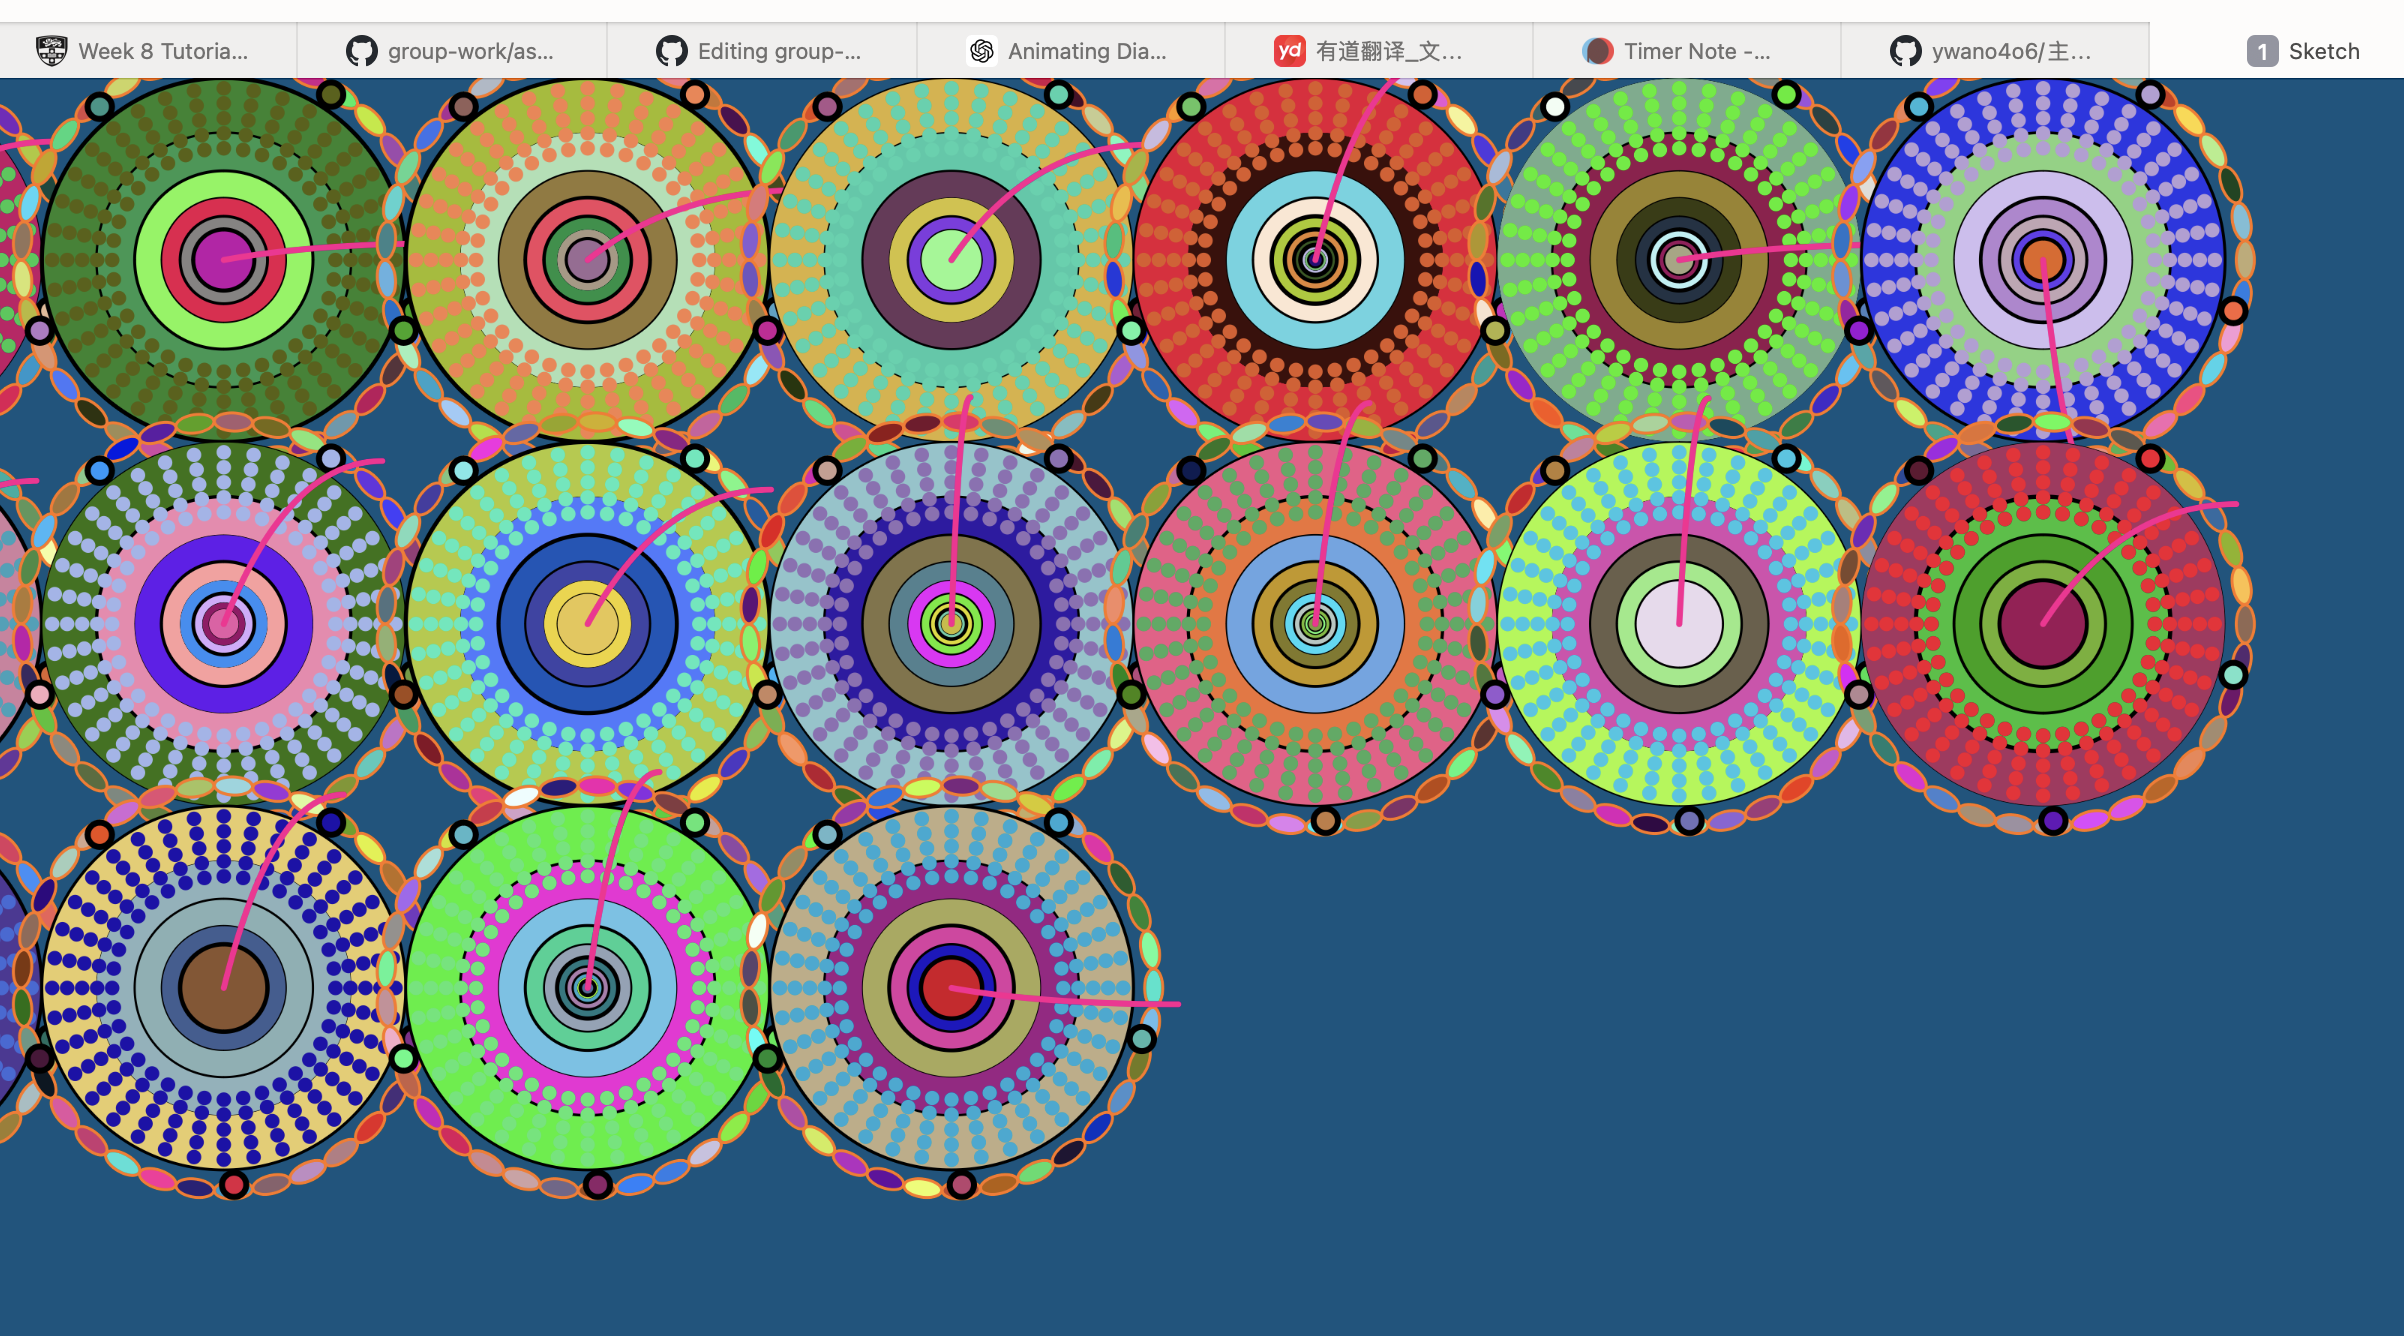 Week 8 Tutoria...
group-work/as...
Editing group-...
Animating Dia...
yd 有道翻译_文...
Timer Note -...
ywano4o6/主...
1 Sketch